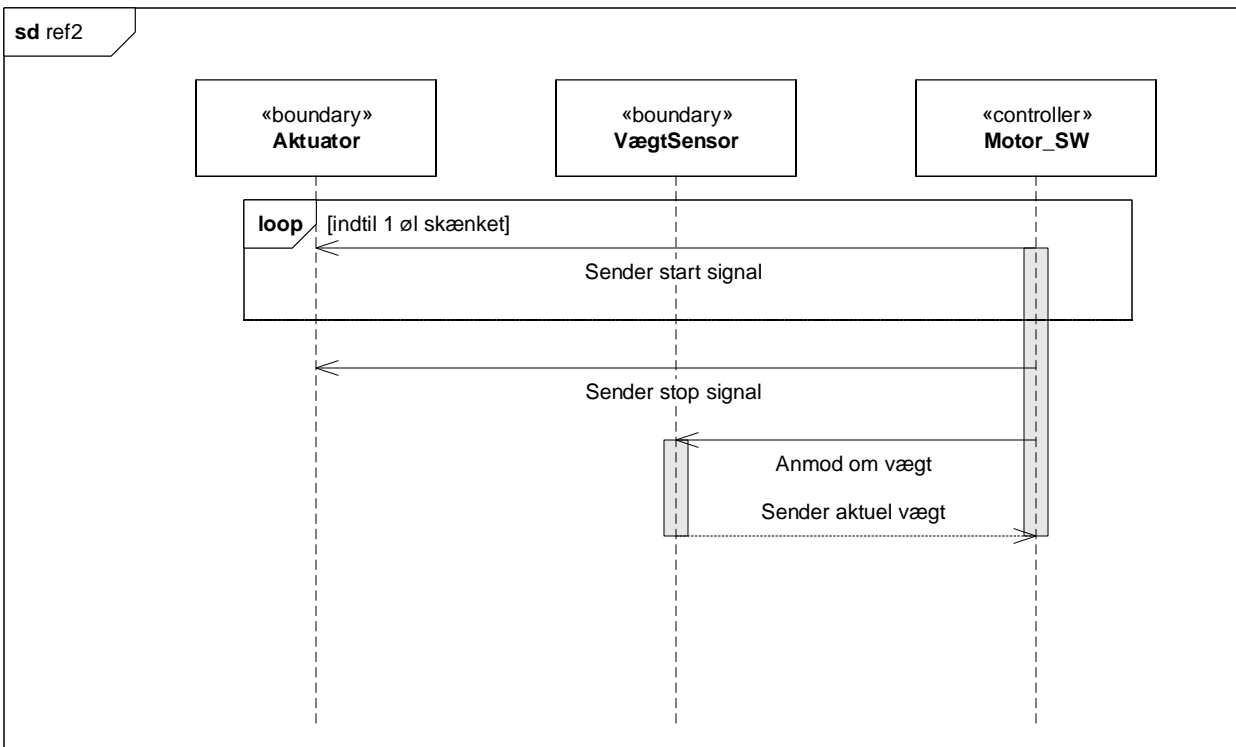 sd ref2
«boundary»
Aktuator
«boundary»
VægtSensor
«controller»
Motor_SW
loop [indtil 1 øl skænket]
Sender start signal
Sender stop signal
Anmod om vægt
Sender aktuel vægt